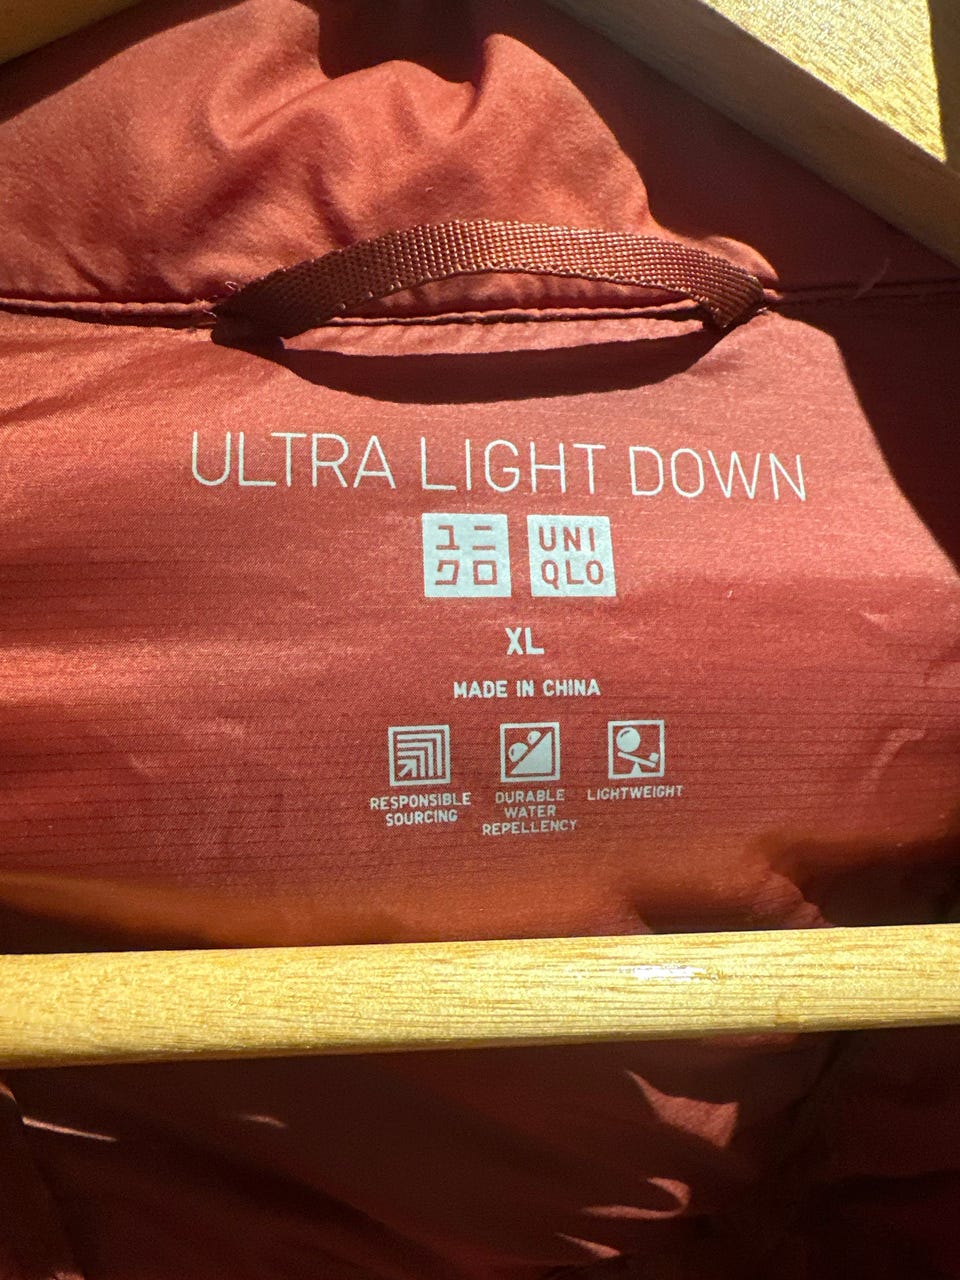 ULTRA LIGHT DOWN
ユニ UNI
クロ QLO
XL
MADE IN CHINA
RESPONSIBLE
SOURCING
DURABLE
WATER
REPELLENCY
LIGHTWEIGHT